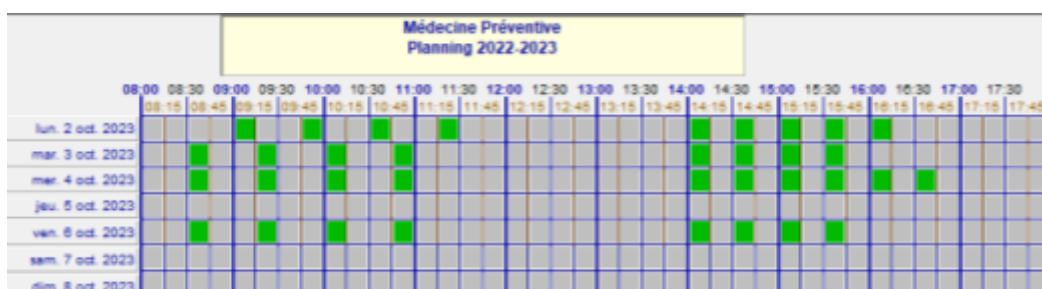 Médecine Préventive
Planning 2022-2023
08:00 08:30 09:00 09:30 10:00 10:30 11:00 11:30 12:00 12:30 13:00 13:30 14:00 14:30 15:00 15:30 16:00 16:30 17:00 17:30
08:15 08:45 09:15 09:45 10:15 10:45 11:15 11:45 12:15 12:45 13:15 13:45 14:15 14:45 15:15 15:45 16:15 16:45 17:15 17:45
lun. 2 oct. 2023
mar. 3 oct. 2023
mer. 4 oct. 2023
jeu. 5 oct. 2023
ven. 6 oct. 2023
sam. 7 oct. 2023
dim. 8 oct. 2023